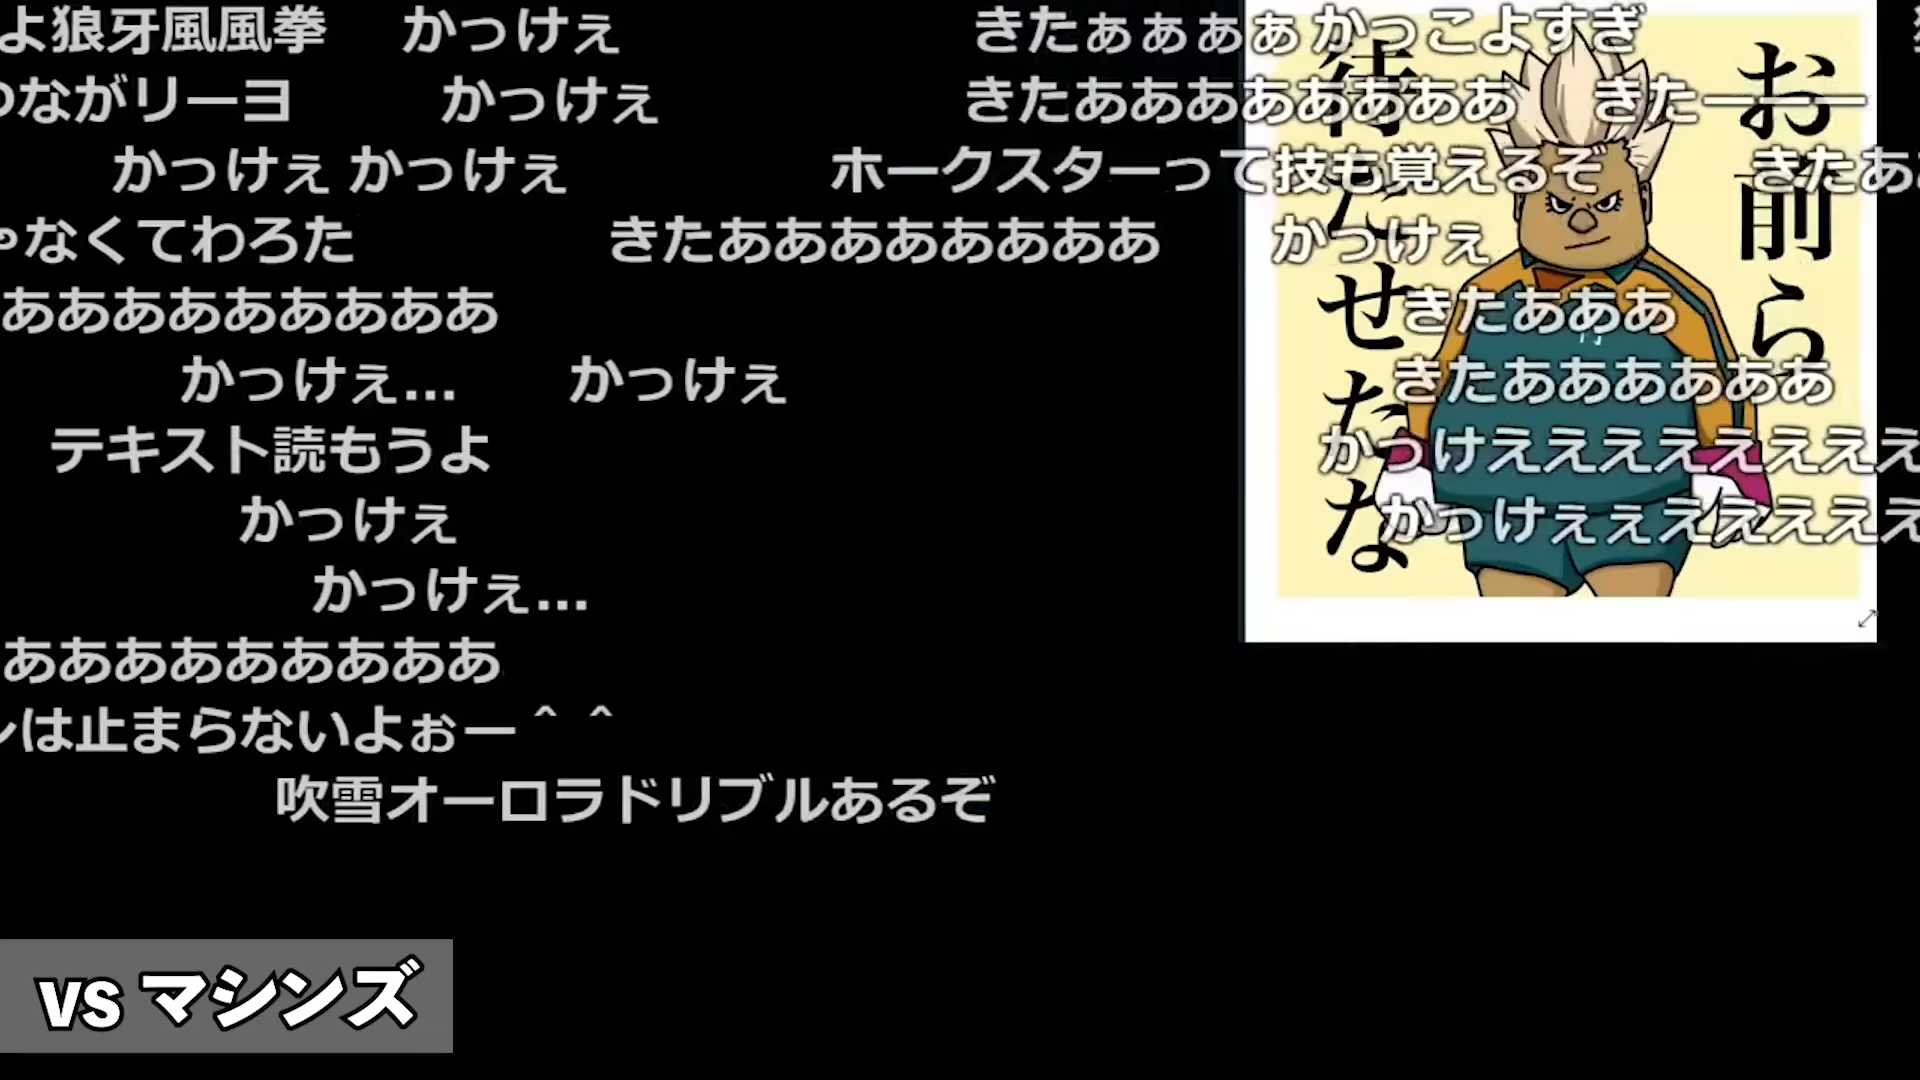 よ狼牙風風拳 かっけぇ きたぁぁぁぁ かっこよすぎ
つながリーヨ かっけぇ きたああああああああ きた―――
かっけぇ かっけぇ ホークスターって技も覚えるぞ きたああ
ゃなくてわろた きたああああああああ かっけぇ
あああああああああ きたあああ
かっけぇ… かっけぇ きたああああああ
テキスト読もうよ かっけえええええええええ
かっけぇ かっけぇぇええええええ
かっけぇ…
あああああああああ
ンは止まらないよぉー＾＾
吹雪オーロラドリブルあるぞ
お前ら
待たせたな
vs マシンズ